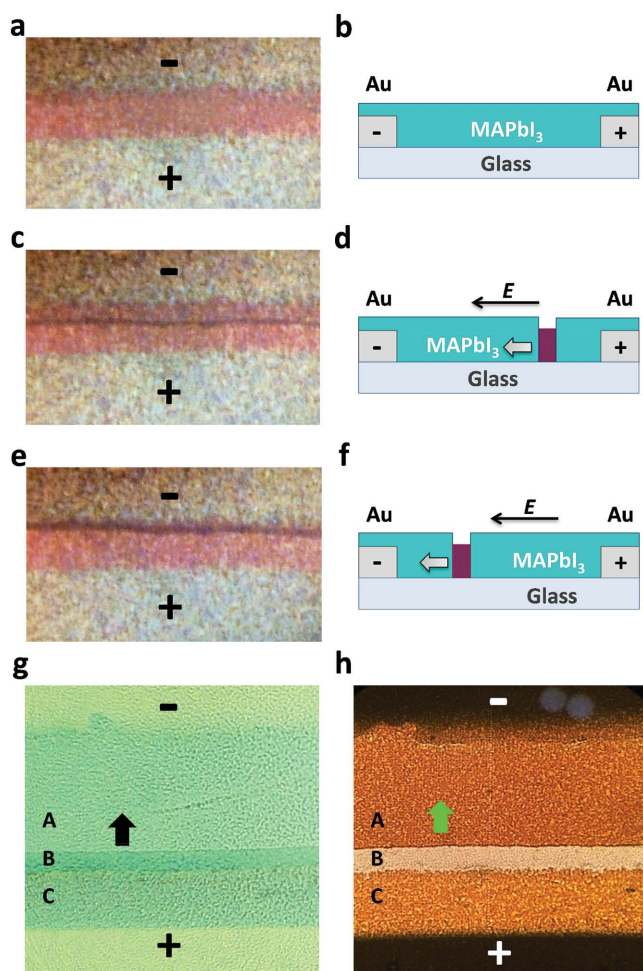 a
-
+
b
Au Au
- MAPbI₃ +
Glass
c
-
+
d
E
Au Au
- MAPbI₃ +
Glass
e
-
+
f
E
Au Au
- MAPbI₃ +
Glass
g
-
A
B
C
+
h
-
A
B
C
+